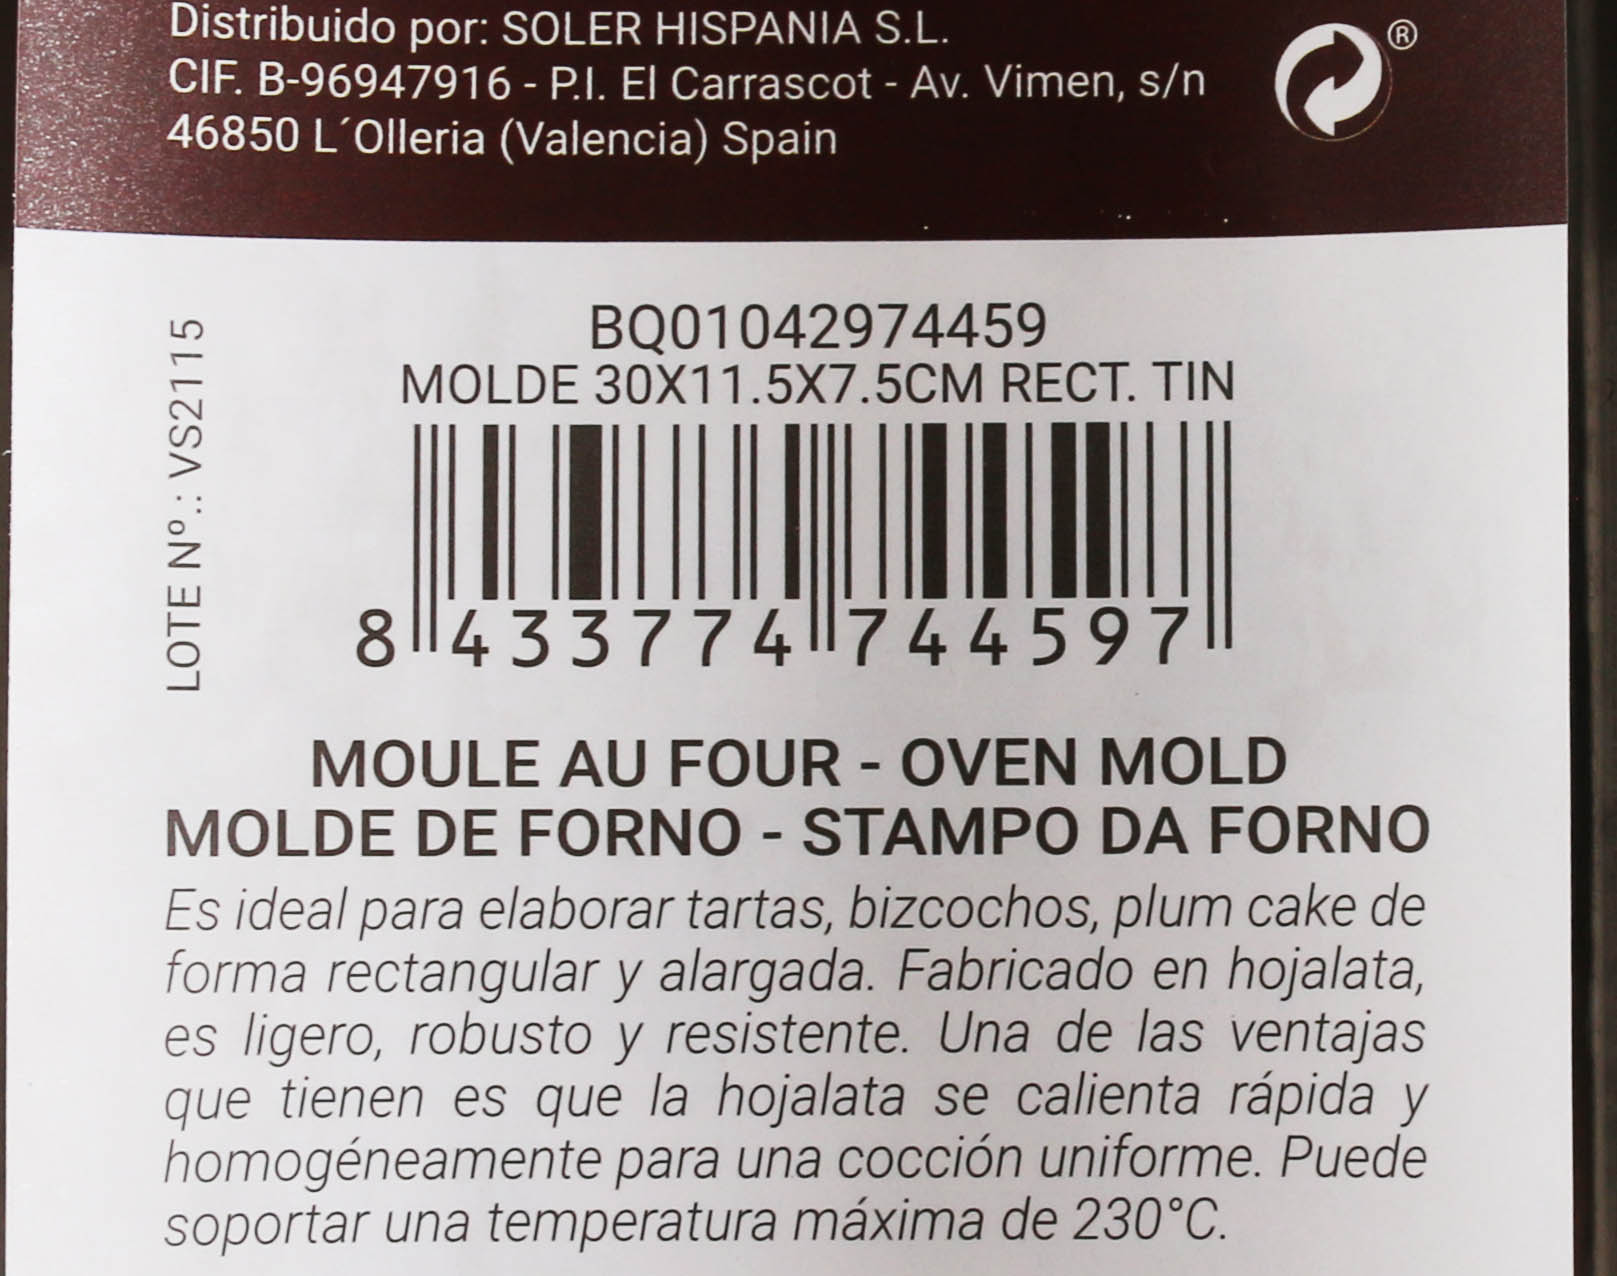 Distribuido por: SOLER HISPANIA S.L.
CIF. B-96947916 - P.I. El Carrascot - Av. Vimen, s/n
46850 L´Olleria (Valencia) Spain
®
LOTE Nº.: VS2115
BQ01042974459
MOLDE 30X11.5X7.5CM RECT. TIN
8 433774 744597
MOULE AU FOUR - OVEN MOLD
MOLDE DE FORNO - STAMPO DA FORNO
Es ideal para elaborar tartas, bizcochos, plum cake de
forma rectangular y alargada. Fabricado en hojalata,
es ligero, robusto y resistente. Una de las ventajas
que tienen es que la hojalata se calienta rápida y
homogéneamente para una cocción uniforme. Puede
soportar una temperatura máxima de 230°C.